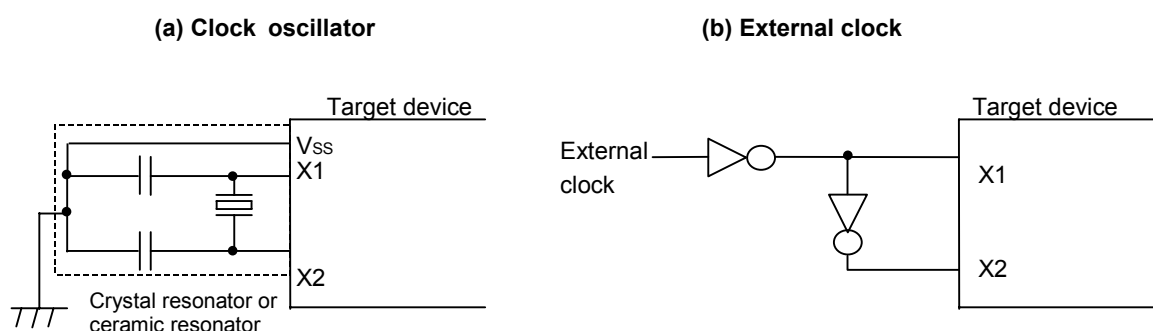 (a) Clock oscillator
Target device
VSS
X1
X2
Crystal resonator or
ceramic resonator
(b) External clock
Target device
External
clock
X1
X2